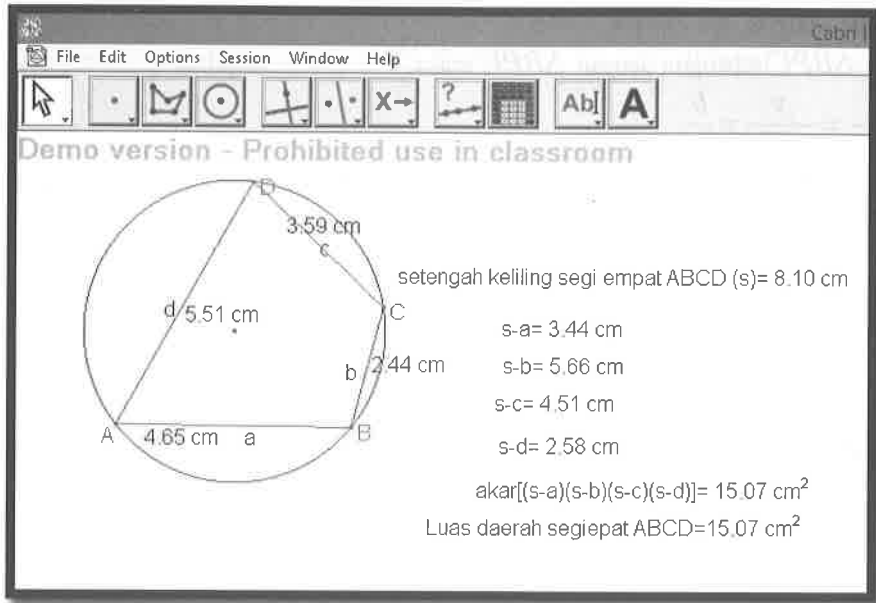 Cabri
File Edit Options Session Window Help
Ab A
Demo version - Prohibited use in classroom
D
3.59 cm
c
setengah keliling segi empat ABCD (s)= 8.10 cm
d 5.51 cm
C
s-a= 3.44 cm
b 2.44 cm
s-b= 5.66 cm
s-c= 4.51 cm
A 4.65 cm a B
s-d= 2.58 cm
akar[(s-a)(s-b)(s-c)(s-d)]= 15.07 cm²
Luas daerah segiepat ABCD=15.07 cm²